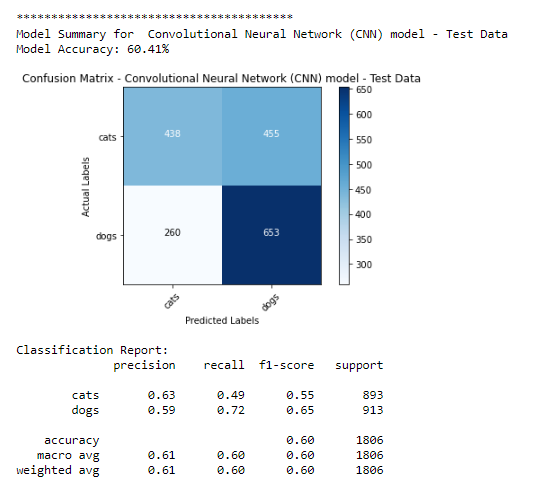 *****************************************
Model Summary for  Convolutional Neural Network (CNN) model - Test Data
Model Accuracy: 60.41%
Confusion Matrix - Convolutional Neural Network (CNN) model - Test Data
650
600
550
500
450
400
350
300
Actual Labels
cats
438
455
dogs
260
653
cats
dogs
Predicted Labels
Classification Report:
precision    recall  f1-score   support
cats       0.63      0.49      0.55       893
dogs       0.59      0.72      0.65       913
accuracy                           0.60      1806
macro avg       0.61      0.60      0.60      1806
weighted avg       0.61      0.60      0.60      1806